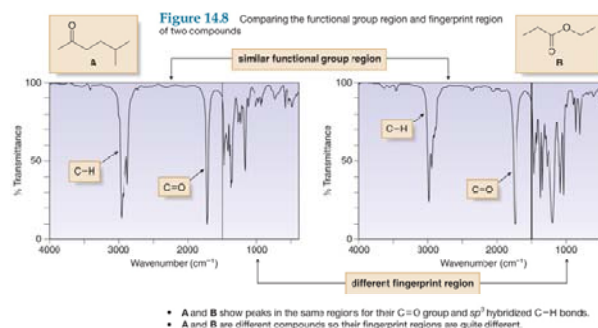 Figure 14.8 Comparing the functional group region and fingerprint region
of two compounds
O
A
O
O
B
similar functional group region
100
50
0
% Transmittance
C–H
C=O
4000
3000
2000
1000
Wavenumber (cm⁻¹)
100
50
0
% Transmittance
C–H
C=O
4000
3000
2000
1000
Wavenumber (cm⁻¹)
different fingerprint region
• A and B show peaks in the same regions for their C=O group and sp³ hybridized C–H bonds.
• A and B are different compounds so their fingerprint regions are quite different.